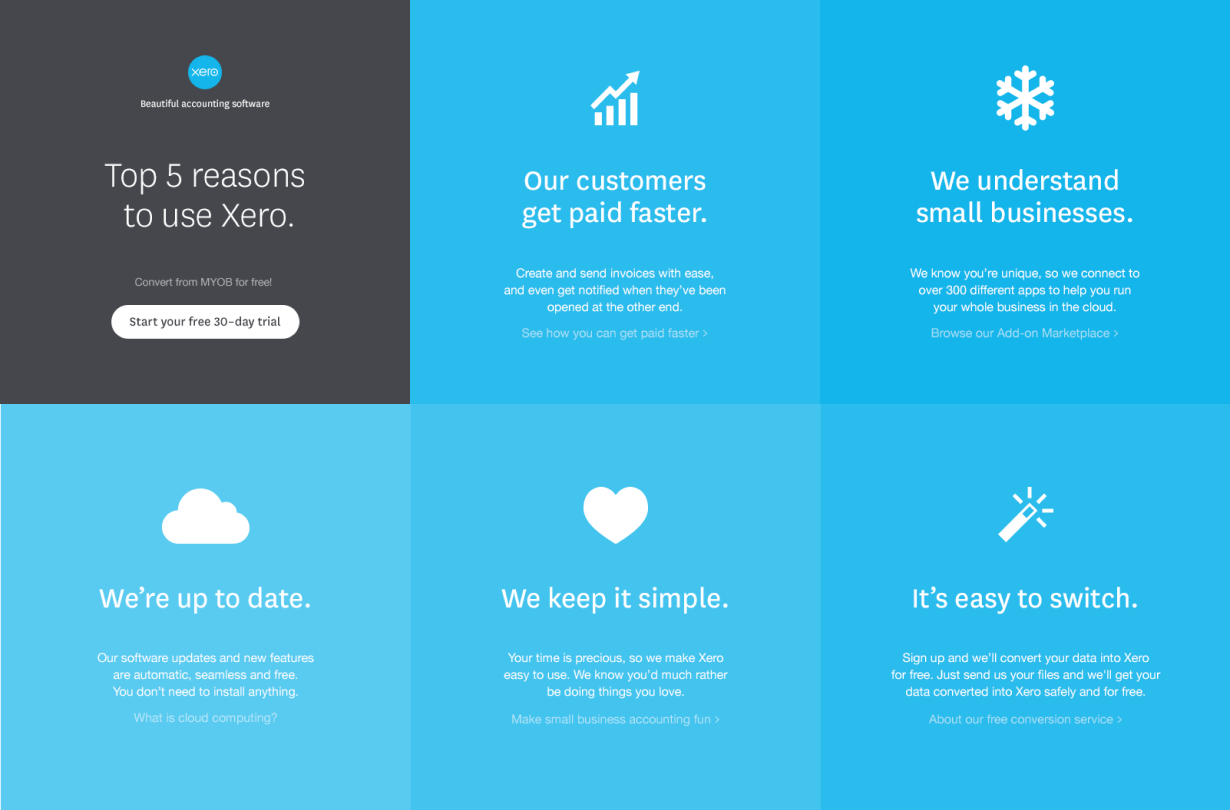 xero
Beautiful accounting software
Top 5 reasons
to use Xero.
Convert from MYOB for free!
Start your free 30-day trial
Our customers
get paid faster.
Create and send invoices with ease,
and even get notified when they've been
opened at the other end.
See how you can get paid faster >
We understand
small businesses.
We know you're unique, so we connect to
over 300 different apps to help you run
your whole business in the cloud.
Browse our Add-on Marketplace >
We’re up to date.
Our software updates and new features
are automatic, seamless and free.
You don’t need to install anything.
What is cloud computing?
We keep it simple.
Your time is precious, so we make Xero
easy to use. We know you’d much rather
be doing things you love.
Make small business accounting fun >
It’s easy to switch.
Sign up and we’ll convert your data into Xero
for free. Just send us your files and we’ll get your
data converted into Xero safely and for free.
About our free conversion service >